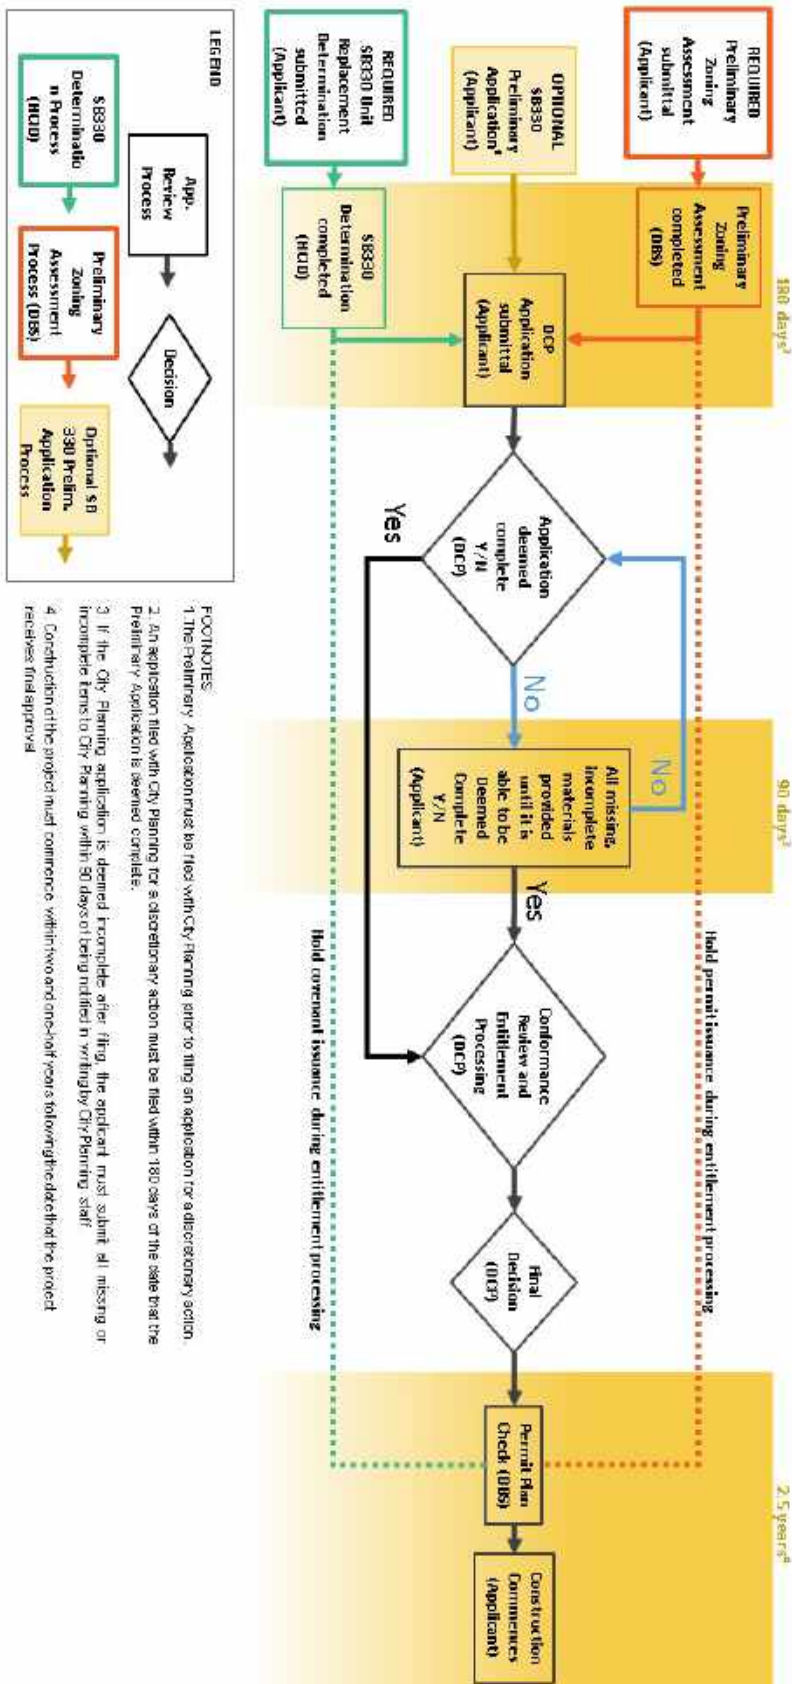 180 days²
90 days³
2.5 years⁴
REQUIRED
Preliminary
Zoning
Assessment
submittal
(Applicant)
Preliminary
Zoning
Assessment
completed
(DBS)
OPTIONAL
SB330
Preliminary
Application¹
(Applicant)
REQUIRED
SB330 Unit
Replacement
Determination
submitted
(Applicant)
SB330
Determination
completed
(HCID)
DCP
Application
submittal
(Applicant)
Application
deemed
complete
Y/N
(DCP)
Yes
No
No
All missing,
incomplete
materials
provided
until it is
able to be
Deemed
Complete
Y/N
(Applicant)
Yes
Conformance
Review and
Entitlement
Processing
(DCP)
Final
Decision
(DCP)
Permit Plan
Check (DBS)
Construction
Commences
(Applicant)
Hold permit issuance during entitlement processing
Hold covenant issuance during entitlement processing
LEGEND
App.
Review
Process
Decision
SB330
Determinatio
n Process
(HCID)
Preliminary
Zoning
Assessment
Process (DBS)
Optional SB
330 Prelim.
Application
Process
FOOTNOTES:
1. The Preliminary Application must be filed with City Planning prior to filing an application for a discretionary action.
2. An application filed with City Planning for a discretionary action must be filed within 180 days of the date that the
Preliminary Application is deemed complete.
3. If the City Planning application is deemed incomplete after filing, the applicant must submit all missing or
incomplete items to City Planning within 90 days of being notified in writing by City Planning staff
4. Construction of the project must commence within two and one-half years following the date that the project
receives final approval